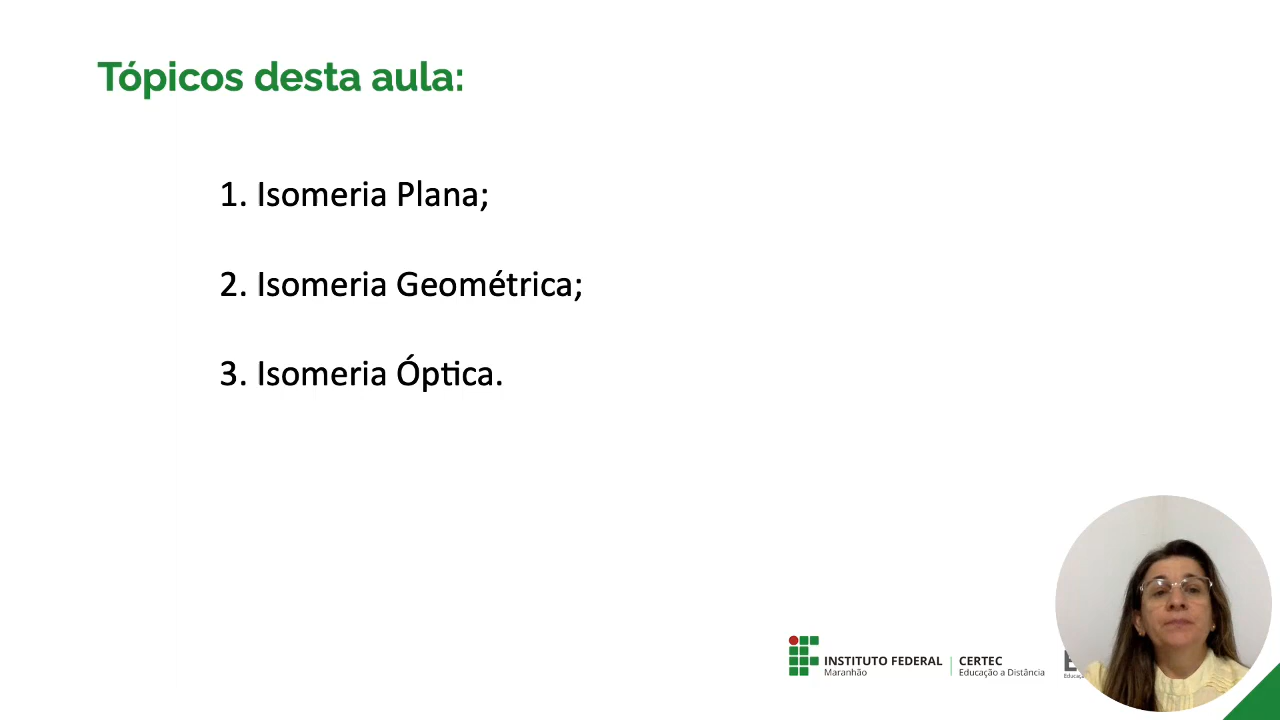 Tópicos desta aula:
1. Isomeria Plana;
2. Isomeria Geométrica;
3. Isomeria Óptica.
INSTITUTO FEDERAL
Maranhão
CERTEC
Educação a Distância